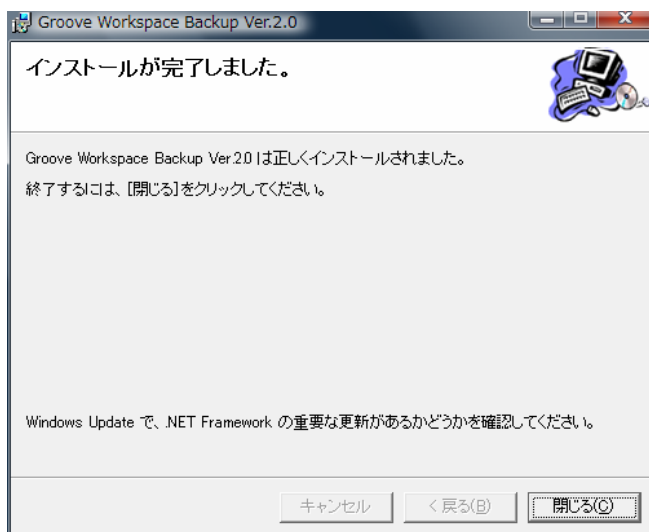 Groove Workspace Backup Ver.2.0
インストールが完了しました。
Groove Workspace Backup Ver.2.0 は正しくインストールされました。
終了するには、[閉じる]をクリックしてください。
Windows Update で、.NET Framework の重要な更新があるかどうかを確認してください。
キャンセル
< 戻る(B)
閉じる(C)